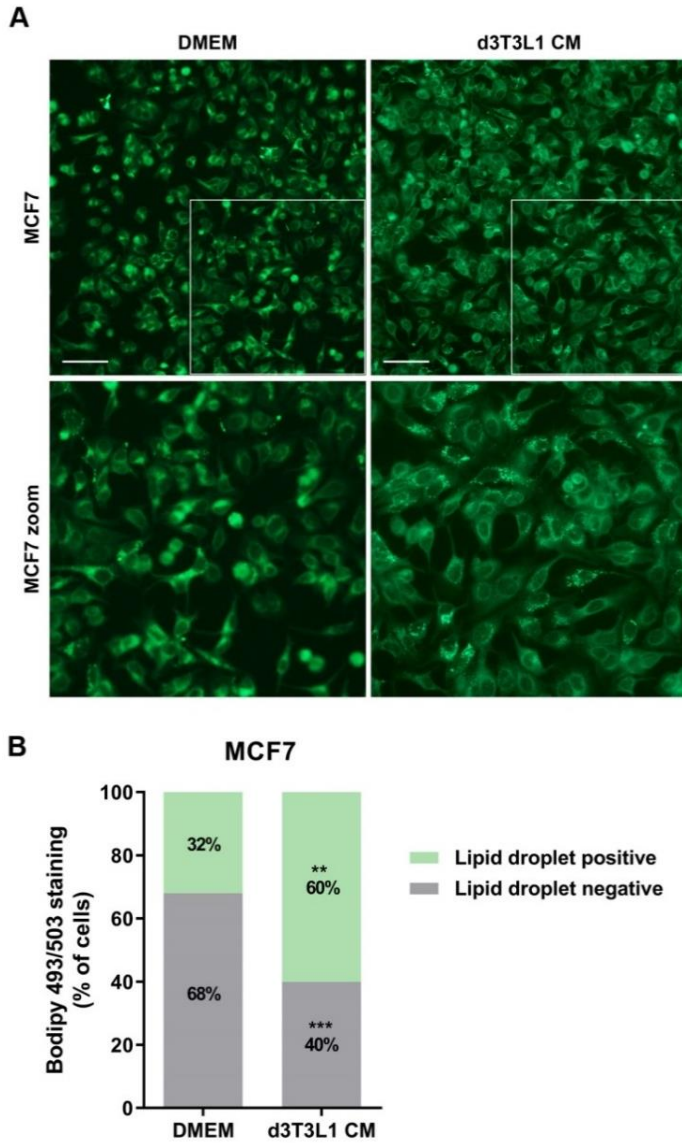 A
DMEM
d3T3L1 CM
MCF7
MCF7 zoom
B
MCF7
Bodipy 493/503 staining
(% of cells)
100
80
60
40
20
0
32%
68%
**
60%
***
40%
DMEM
d3T3L1 CM
Lipid droplet positive
Lipid droplet negative